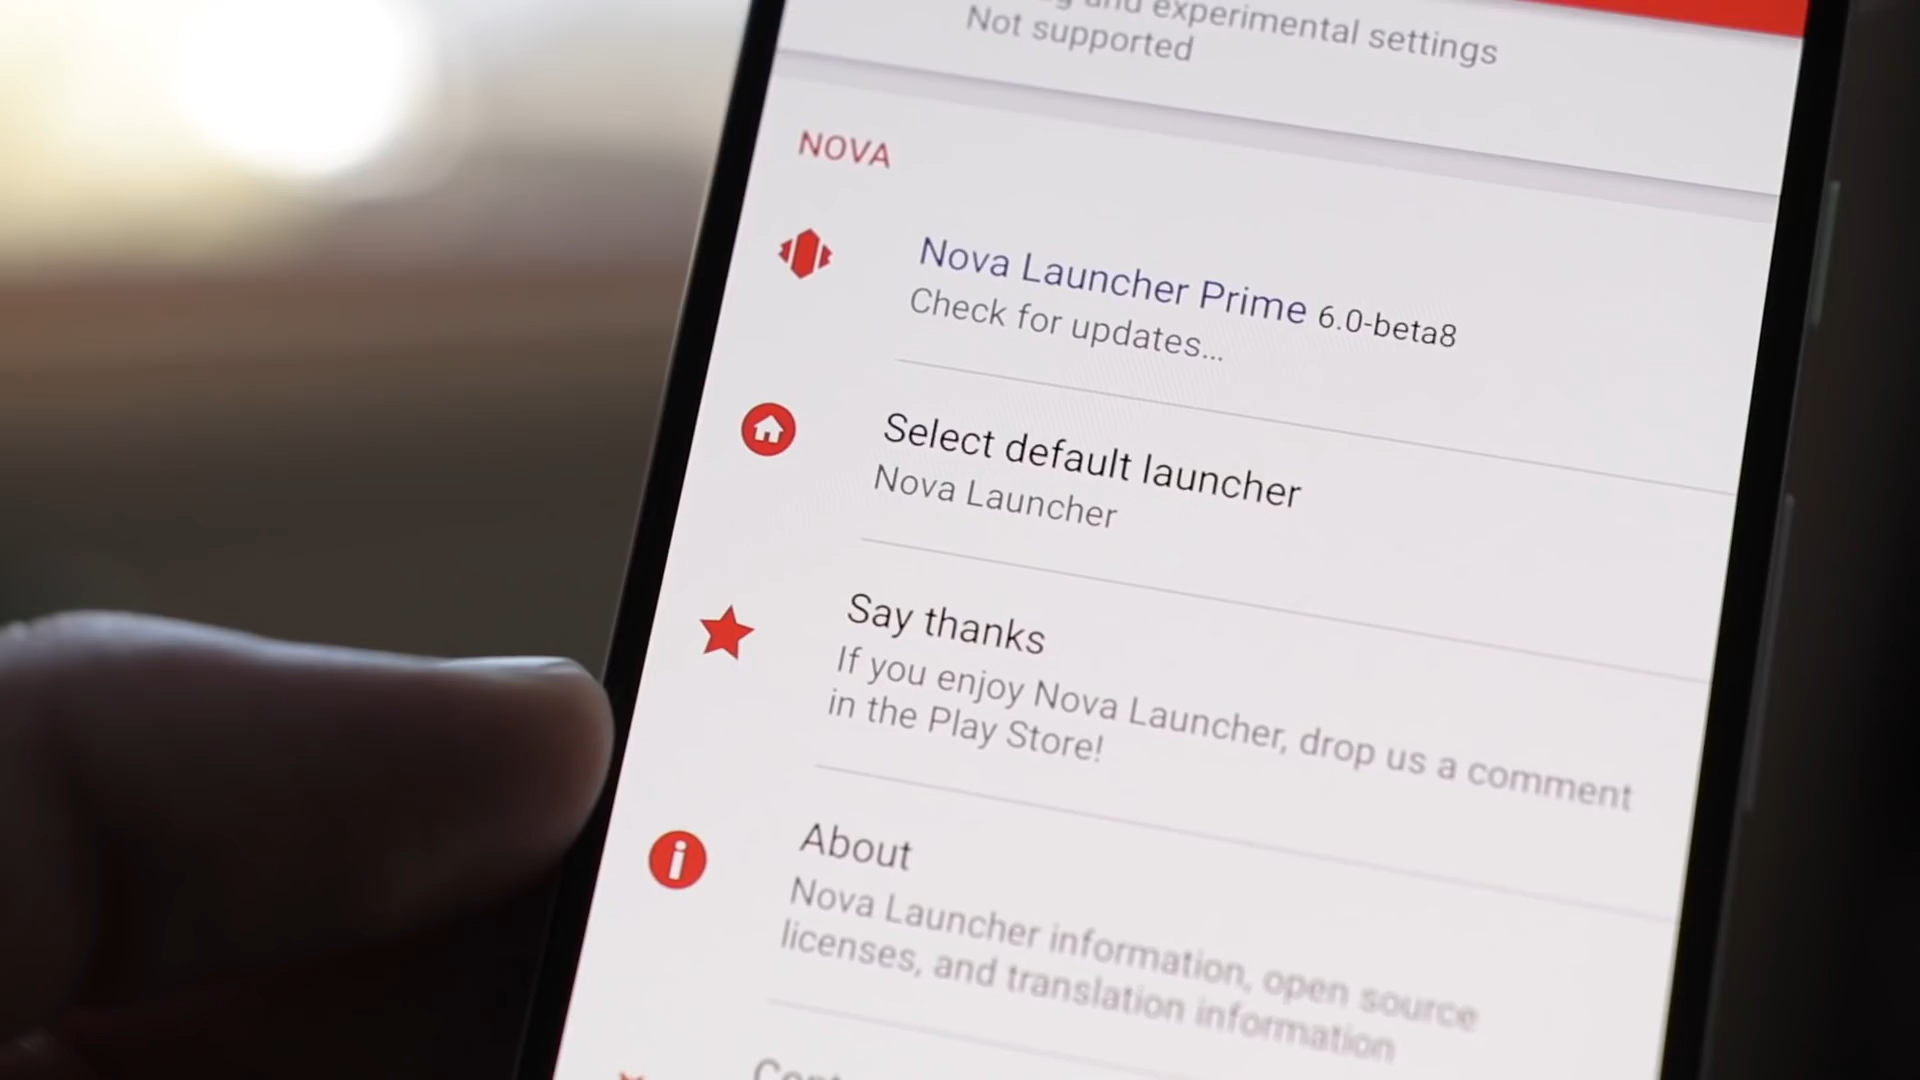 and experimental settings
Not supported
NOVA
Nova Launcher Prime 6.0-beta8
Check for updates...
Select default launcher
Nova Launcher
Say thanks
If you enjoy Nova Launcher, drop us a comment
in the Play Store!
About
Nova Launcher information, open source
licenses, and translation information